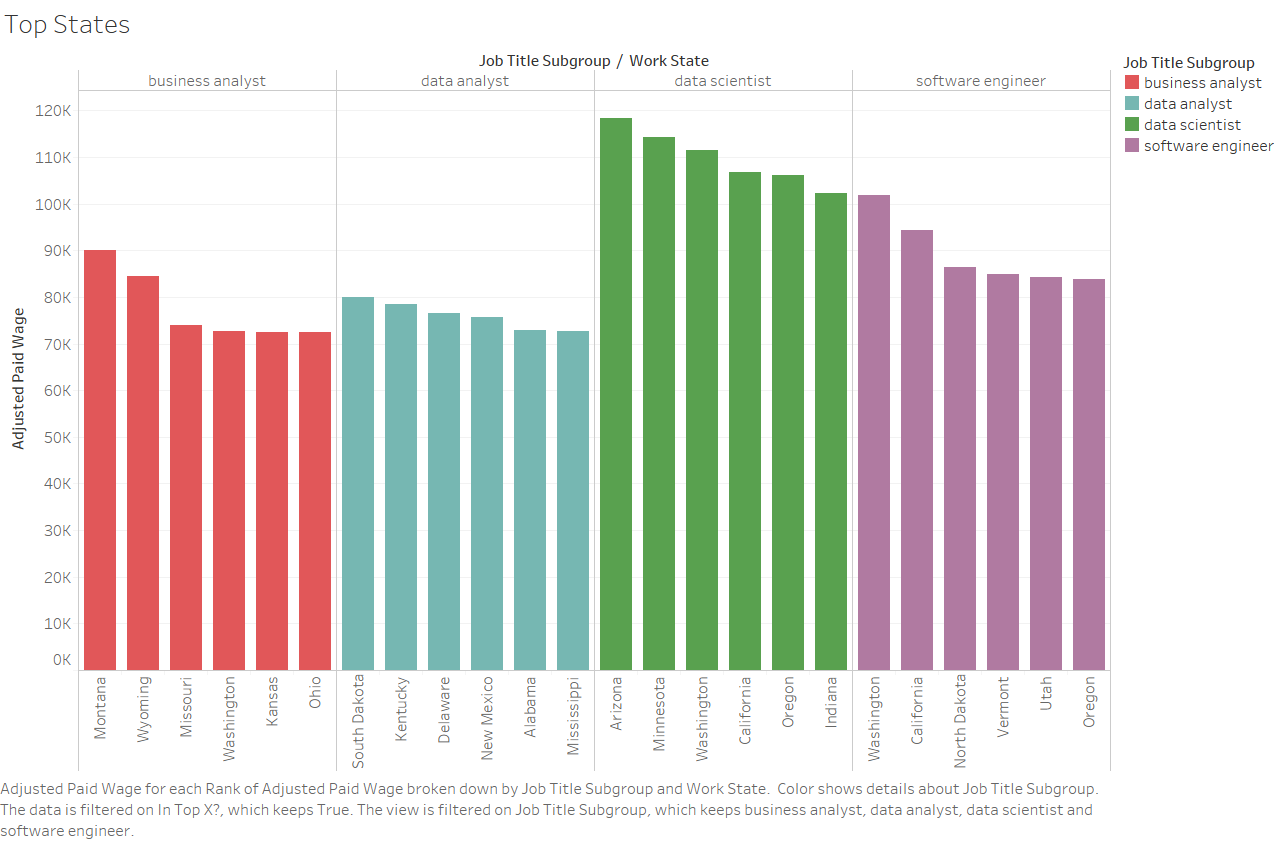 Top States
Job Title Subgroup / Work State
business analyst
data analyst
data scientist
software engineer
Job Title Subgroup
business analyst
data analyst
data scientist
software engineer
Adjusted Paid Wage
120K
110K
100K
90K
80K
70K
60K
50K
40K
30K
20K
10K
0K
Montana
Wyoming
Missouri
Washington
Kansas
Ohio
South Dakota
Kentucky
Delaware
New Mexico
Alabama
Mississippi
Arizona
Minnesota
Washington
California
Oregon
Indiana
Washington
California
North Dakota
Vermont
Utah
Oregon
Adjusted Paid Wage for each Rank of Adjusted Paid Wage broken down by Job Title Subgroup and Work State.  Color shows details about Job Title Subgroup.
The data is filtered on In Top X?, which keeps True. The view is filtered on Job Title Subgroup, which keeps business analyst, data analyst, data scientist and
software engineer.